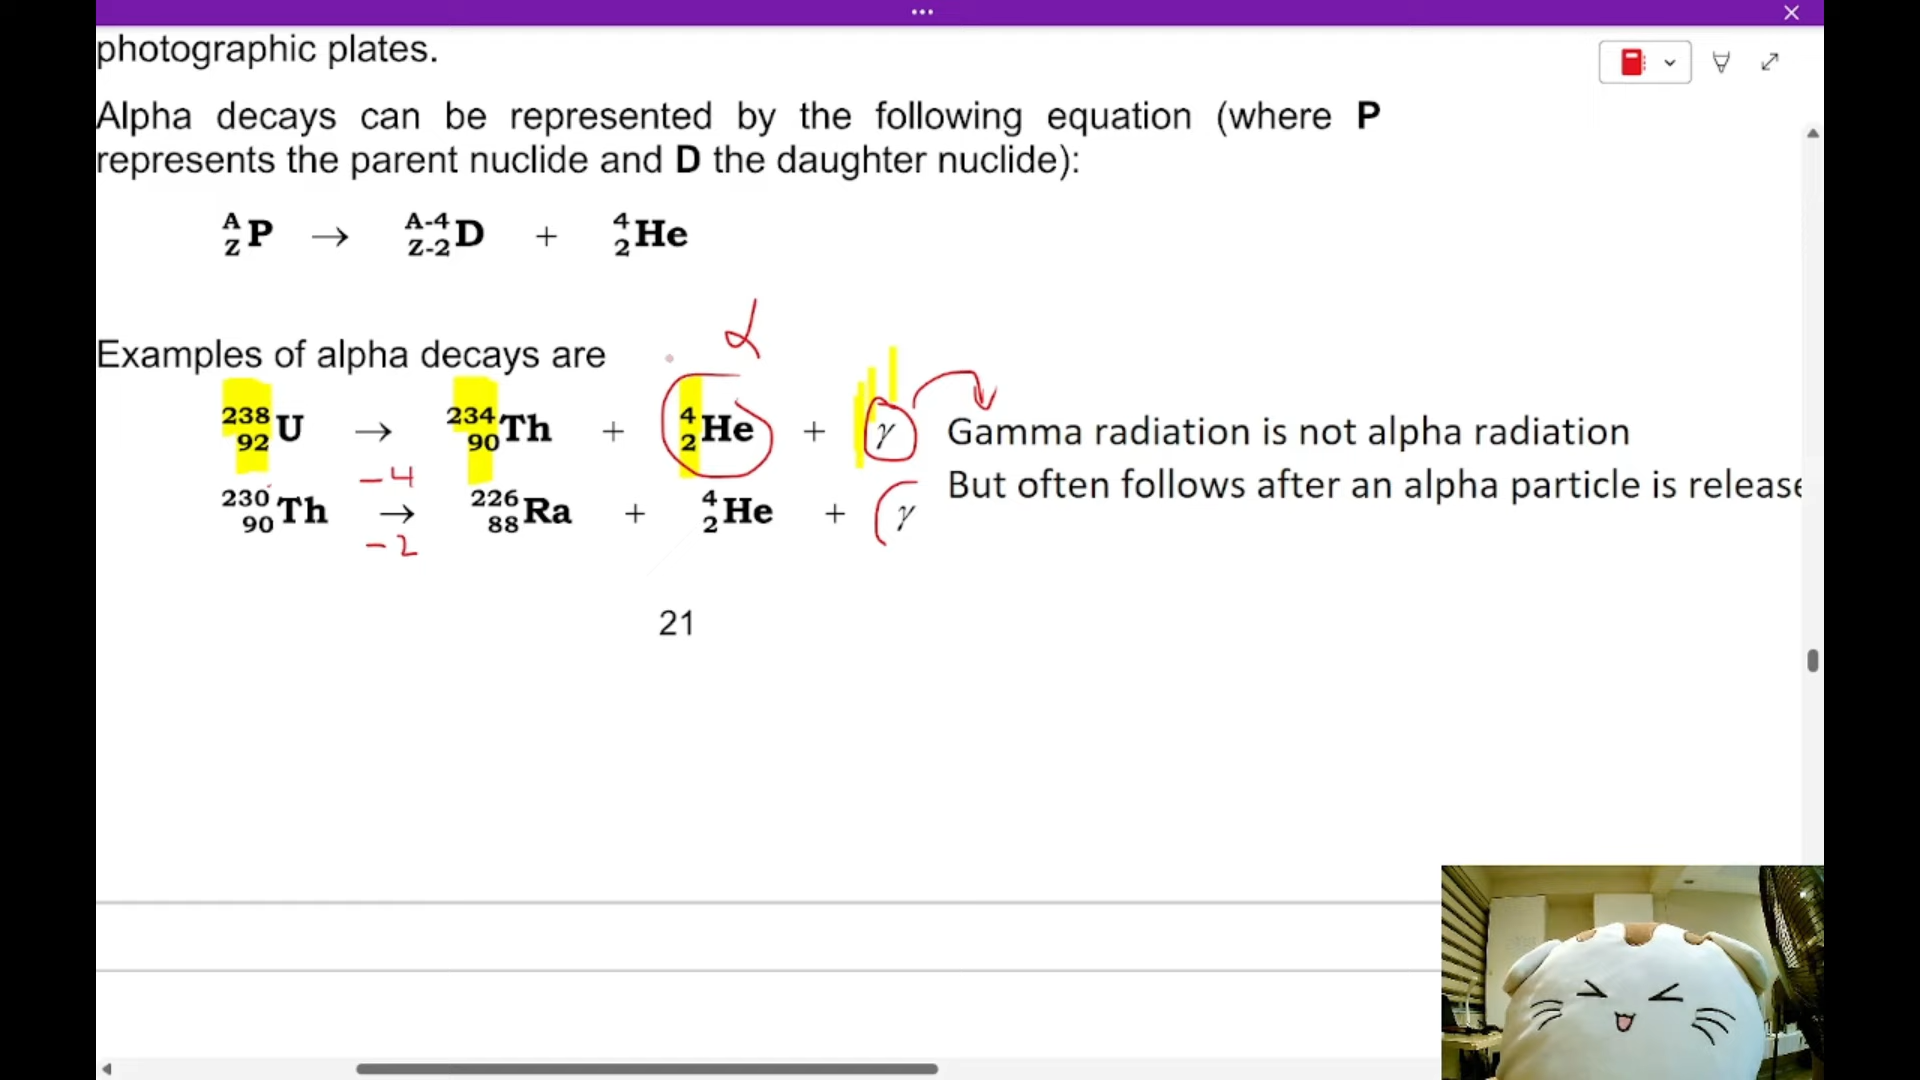 photographic plates.
Alpha decays can be represented by the following equation (where P
represents the parent nuclide and D the daughter nuclide):
A Z P → A-4 Z-2 D + 4 2 He
α
Examples of alpha decays are
238 92 U → 234 90 Th + 4 2 He + γ Gamma radiation is not alpha radiation
-4
But often follows after an alpha particle is release
230 90 Th → 226 88 Ra + 4 2 He + γ
-2
21